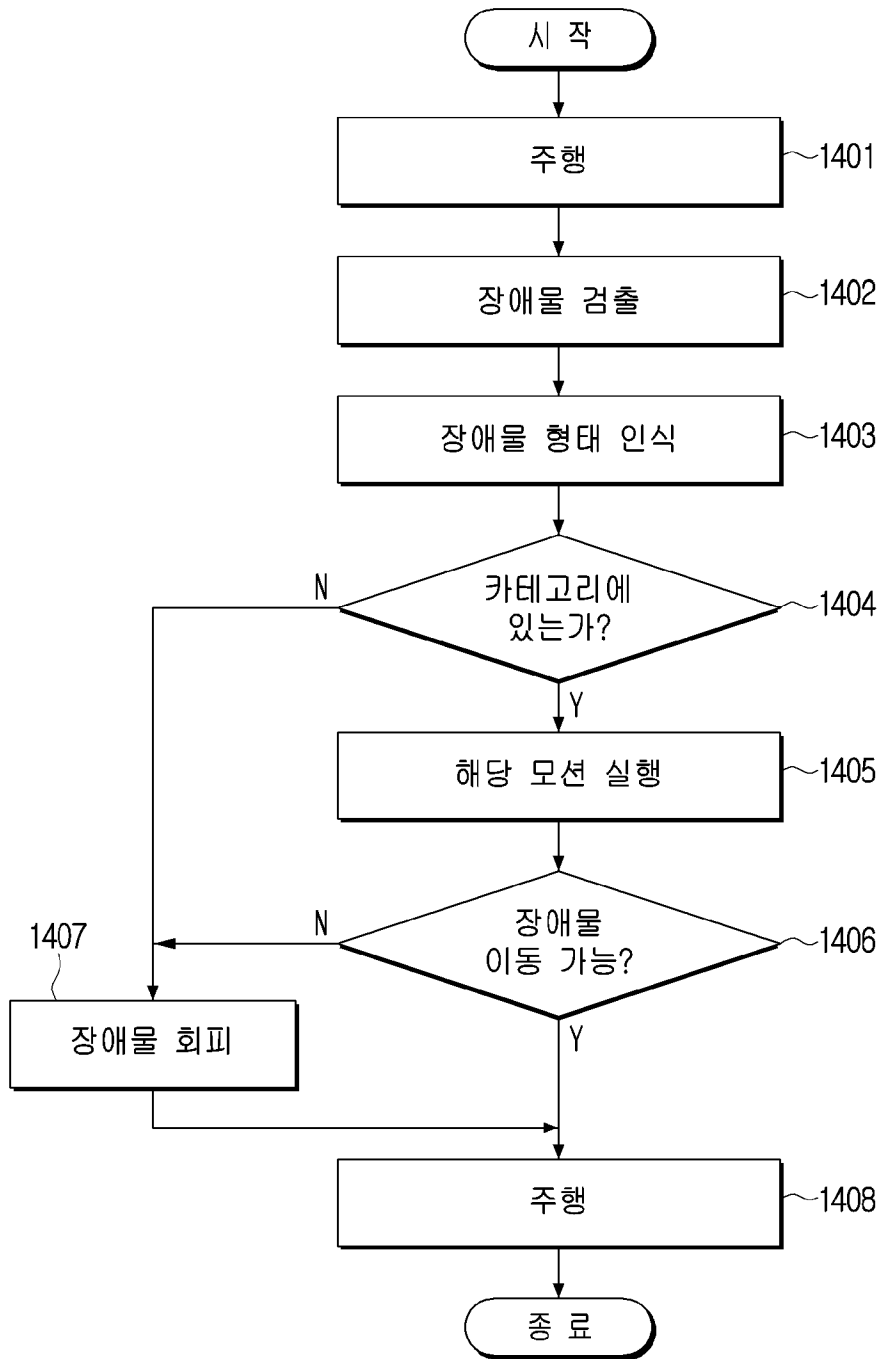 시 작
주행
1401
장애물 검출
1402
장애물 형태 인식
1403
N
카테고리에
있는가?
1404
Y
해당 모션 실행
1405
N
장애물
이동 가능?
1406
1407
Y
장애물 회피
주행
1408
종 료